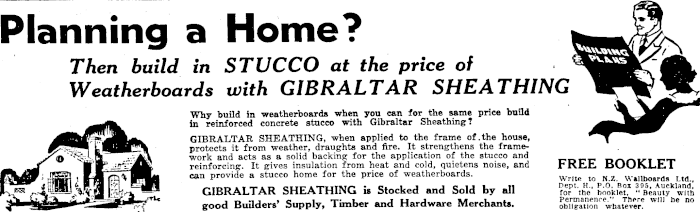 Planning a Home?
Then build in STUCCO at the price of
Weatherboards with GIBRALTAR SHEATHING
Why build in weatherboards when you can for the same price build
in reinforced concrete stucco with Gibraltar Sheathing?
GIBRALTAR SHEATHING, when applied to the frame of the house,
protects it from weather, draughts and fire. It strengthens the frame-
work and acts as a solid backing for the application of the stucco and
reinforcing. It gives insulation from heat and cold, quietens noise, and
can provide a stucco home for the price of weatherboards.
GIBRALTAR SHEATHING is Stocked and Sold by all
good Builders' Supply, Timber and Hardware Merchants.
BUILDING
PLANS
FREE BOOKLET
Write to N.Z. Wallboards Ltd.,
Dept. H., P.O. Box 395, Auckland,
for the booklet, "Beauty with
Permanence." There will be no
obligation whatever.